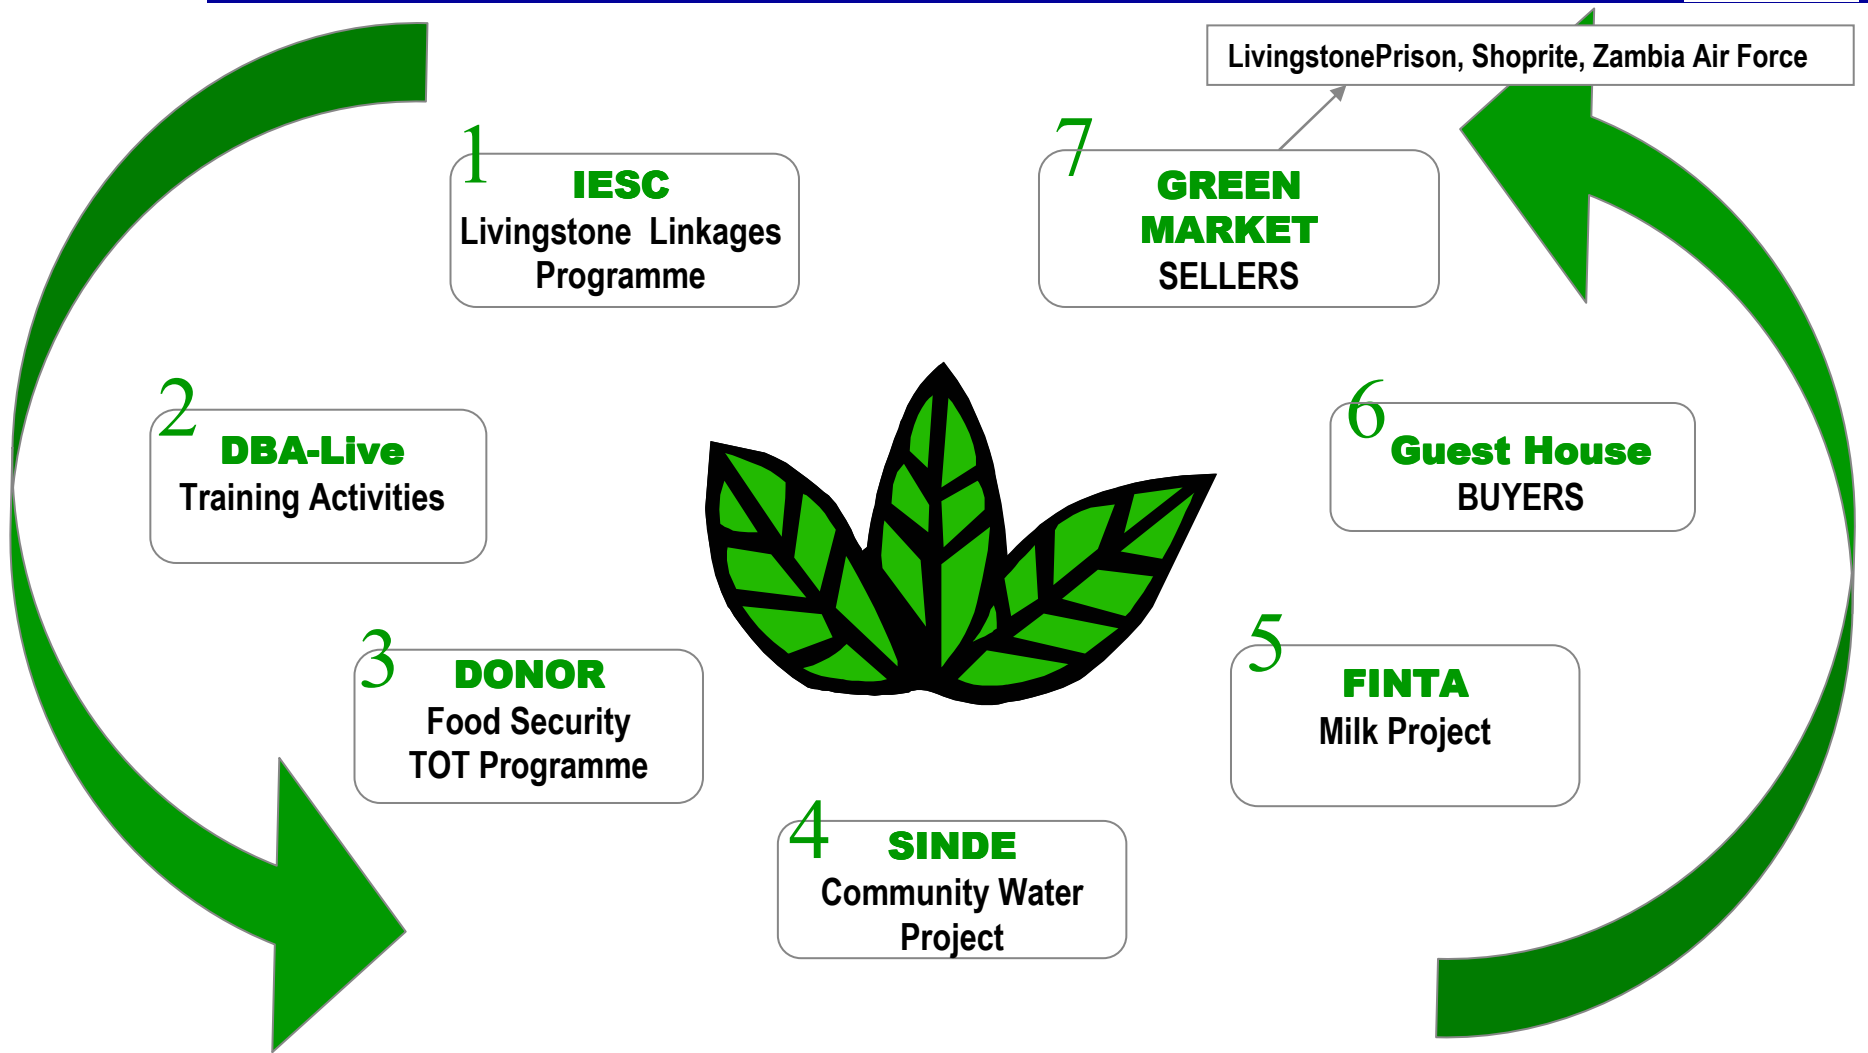 1
IESC
Livingstone Linkages
Programme
2
DBA-Live
Training Activities
3
DONOR
Food Security
TOT Programme
4
SINDE
Community Water
Project
5
FINTA
Milk Project
6
Guest House
BUYERS
7
GREEN
MARKET
SELLERS
LivingstonePrison, Shoprite, Zambia Air Force